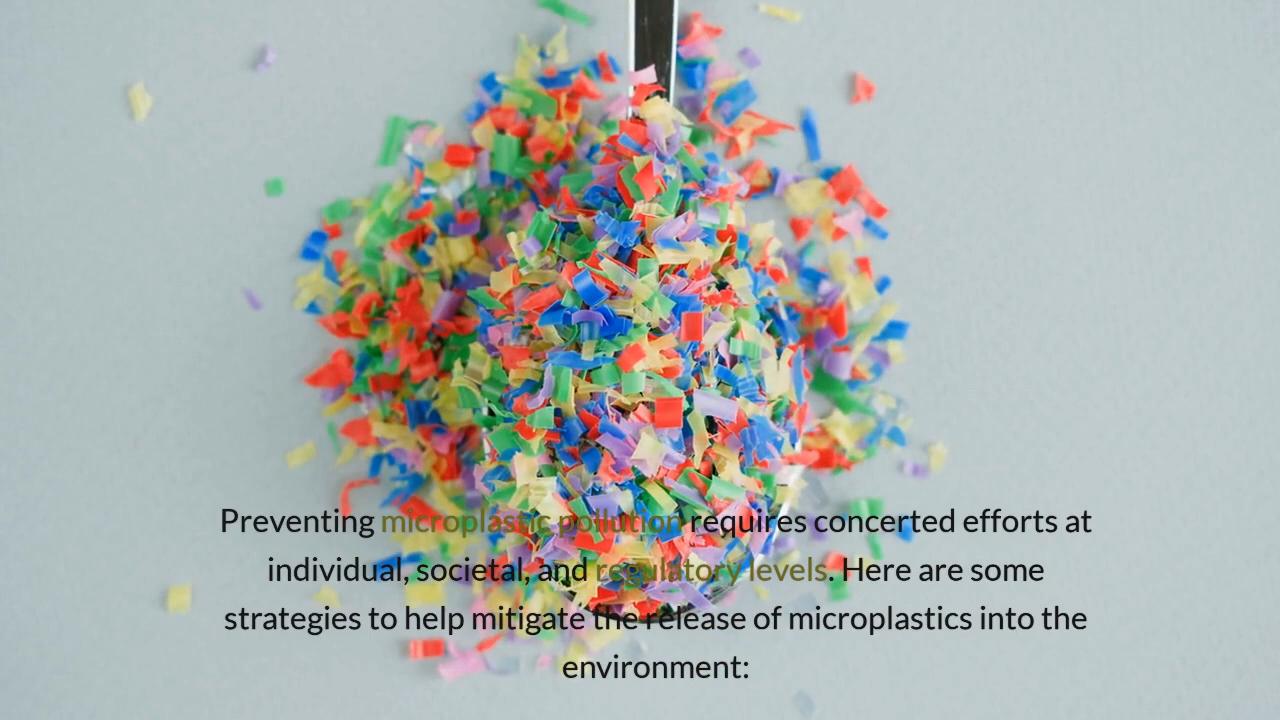 Preventing microplastic pollution requires concerted efforts at
individual, societal, and regulatory levels. Here are some
strategies to help mitigate the release of microplastics into the
environment: